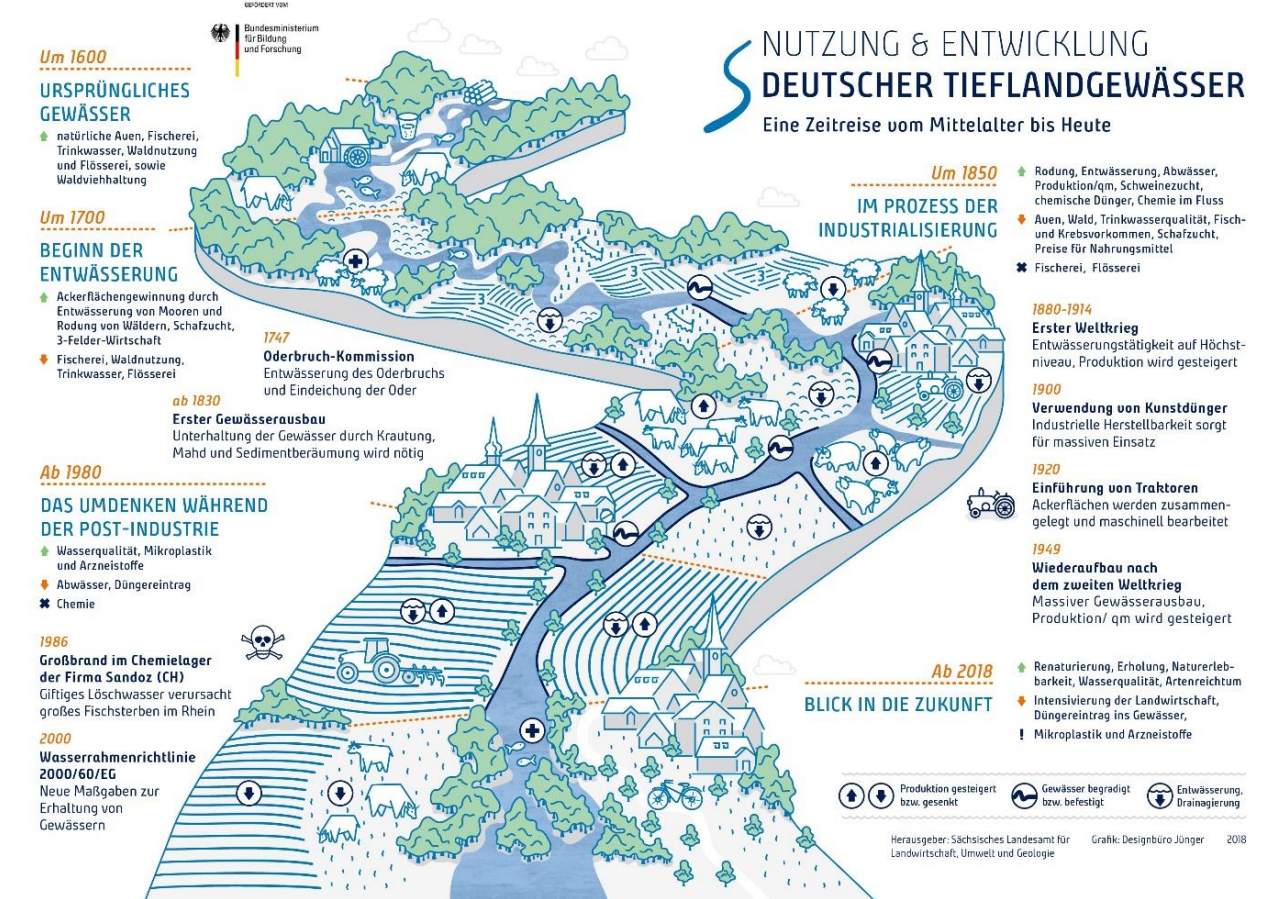 GEFÖRDERT VOM
Bundesministerium
für Bildung
und Forschung
NUTZUNG & ENTWICKLUNG
DEUTSCHER TIEFLANDGEWÄSSER
Eine Zeitreise vom Mittelalter bis Heute
Um 1600
URSPRÜNGLICHES
GEWÄSSER
natürliche Auen, Fischerei,
Trinkwasser, Waldnutzung
und Flösserei, sowie
Waldviehhaltung
Um 1700
BEGINN DER
ENTWÄSSERUNG
Ackerflächengewinnung durch
Entwässerung von Mooren und
Rodung von Wäldern, Schafzucht,
3-Felder-Wirtschaft
Fischerei, Waldnutzung,
Trinkwasser, Flösserei
1747
Oderbruch-Kommission
Entwässerung des Oderbruchs
und Eindeichung der Oder
ab 1830
Erster Gewässerausbau
Unterhaltung der Gewässer durch Krautung,
Mahd und Sedimentberäumung wird nötig
3
3
3
Um 1850
IM PROZESS DER
INDUSTRIALISIERUNG
Rodung, Entwässerung, Abwässer,
Produktion/qm, Schweinezucht,
chemische Dünger, Chemie im Fluss
Auen, Wald, Trinkwasserqualität, Fisch-
und Krebsvorkommen, Schafzucht,
Preise für Nahrungsmittel
Fischerei, Flösserei
1880-1914
Erster Weltkrieg
Entwässerungstätigkeit auf Höchst-
niveau, Produktion wird gesteigert
1900
Verwendung von Kunstdünger
Industrielle Herstellbarkeit sorgt
für massiven Einsatz
1920
Einführung von Traktoren
Ackerflächen werden zusammen-
gelegt und maschinell bearbeitet
1949
Wiederaufbau nach
dem zweiten Weltkrieg
Massiver Gewässerausbau,
Produktion/ qm wird gesteigert
Ab 1980
DAS UMDENKEN WÄHREND
DER POST-INDUSTRIE
Wasserqualität, Mikroplastik
und Arzneistoffe
Abwässer, Düngereintrag
Chemie
1986
Großbrand im Chemielager
der Firma Sandoz (CH)
Giftiges Löschwasser verursacht
großes Fischsterben im Rhein
2000
Wasserrahmenrichtlinie
2000/60/EG
Neue Maßgaben zur
Erhaltung von
Gewässern
Ab 2018
BLICK IN DIE ZUKUNFT
Renaturierung, Erholung, Naturerleb-
barkeit, Wasserqualität, Artenreichtum
Intensivierung der Landwirtschaft,
Düngereintrag ins Gewässer,
! Mikroplastik und Arzneistoffe
Produktion gesteigert
bzw. gesenkt
Gewässer begradigt
bzw. befestigt
Entwässerung,
Drainagierung
Herausgeber: Sächsisches Landesamt für
Landwirtschaft, Umwelt und Geologie
Grafik: Designbüro Jünger
2018